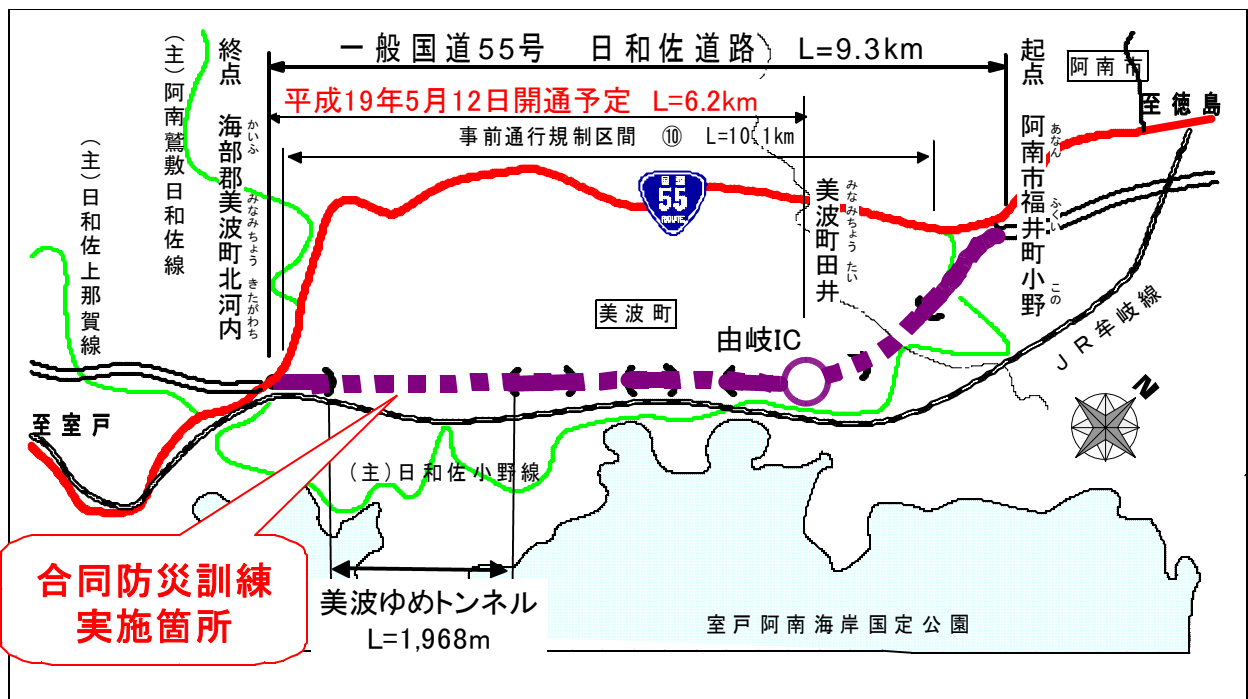 一般国道55号 日和佐道路 L=9.3km
平成19年5月12日開通予定 L=6.2km
事前通行規制区間 ⑩ L=10.1km
(主)日和佐上那賀線
(主)阿南鷲敷日和佐線
終点 海部郡美波町北河内
かいふ みなみちょう きたがわち
国道
55
ROUTE
美波町田井
みなみちょう たい
起点 阿南市福井町小野
あなん ふくい この
阿南市
至徳島
美波町
由岐IC
JR牟岐線
N
至室戸
(主)日和佐小野線
合同防災訓練
実施箇所
美波ゆめトンネル
L=1,968m
室戸阿南海岸国定公園